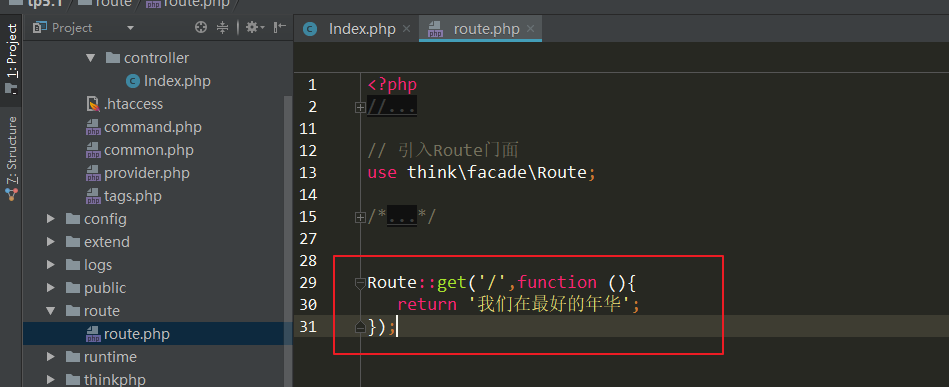 tp5.1
route
route.php
1: Project
7: Structure
Project
controller
Index.php
.htaccess
command.php
common.php
provider.php
tags.php
config
extend
logs
public
route
route.php
runtime
thinkphp
Index.php ×
route.php ×
1 <?php
2 //...
11
12 // 引入Route门面
13 use think\facade\Route;
14
15 /*...*/
27
28
29 Route::get('/',function (){
30 return '我们在最好的年华';
31 });